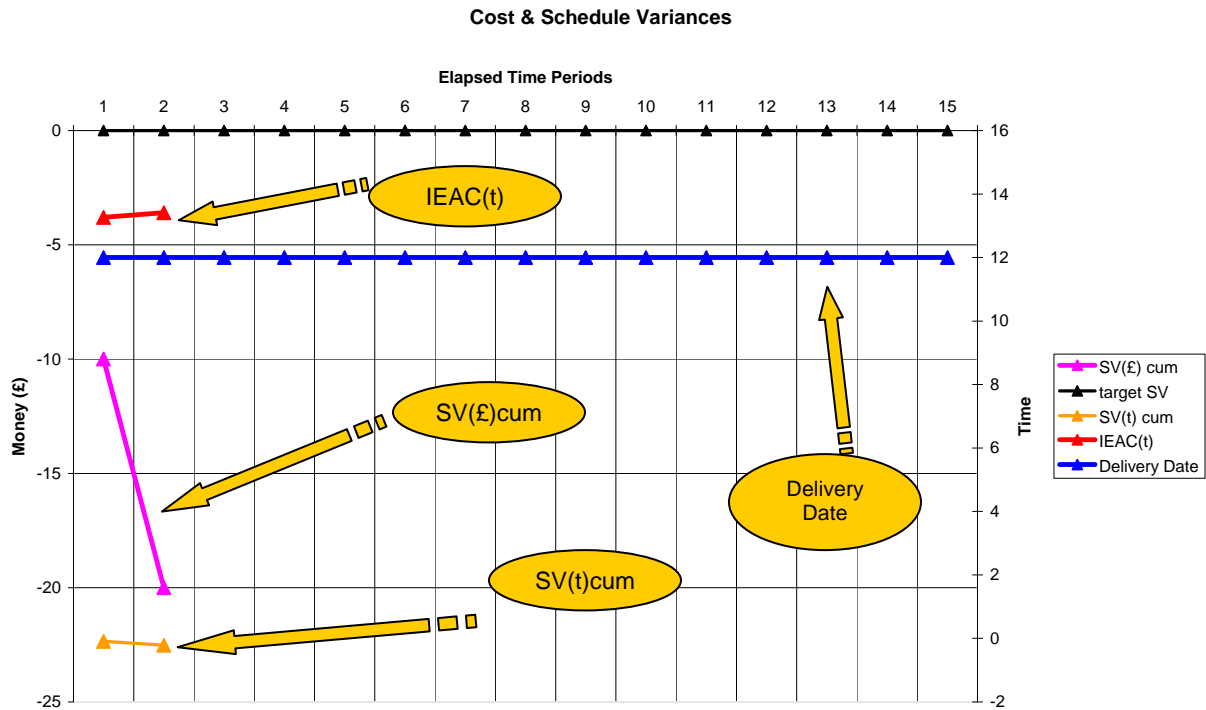 Cost & Schedule Variances
Elapsed Time Periods
1 2 3 4 5 6 7 8 9 10 11 12 13 14 15
0
-5
-10
-15
-20
-25
Money (£)
16
14
12
10
8
6
4
2
0
-2
Time
IEAC(t)
SV(£)cum
SV(t)cum
Delivery
Date
SV(£) cum
target SV
SV(t) cum
IEAC(t)
Delivery Date